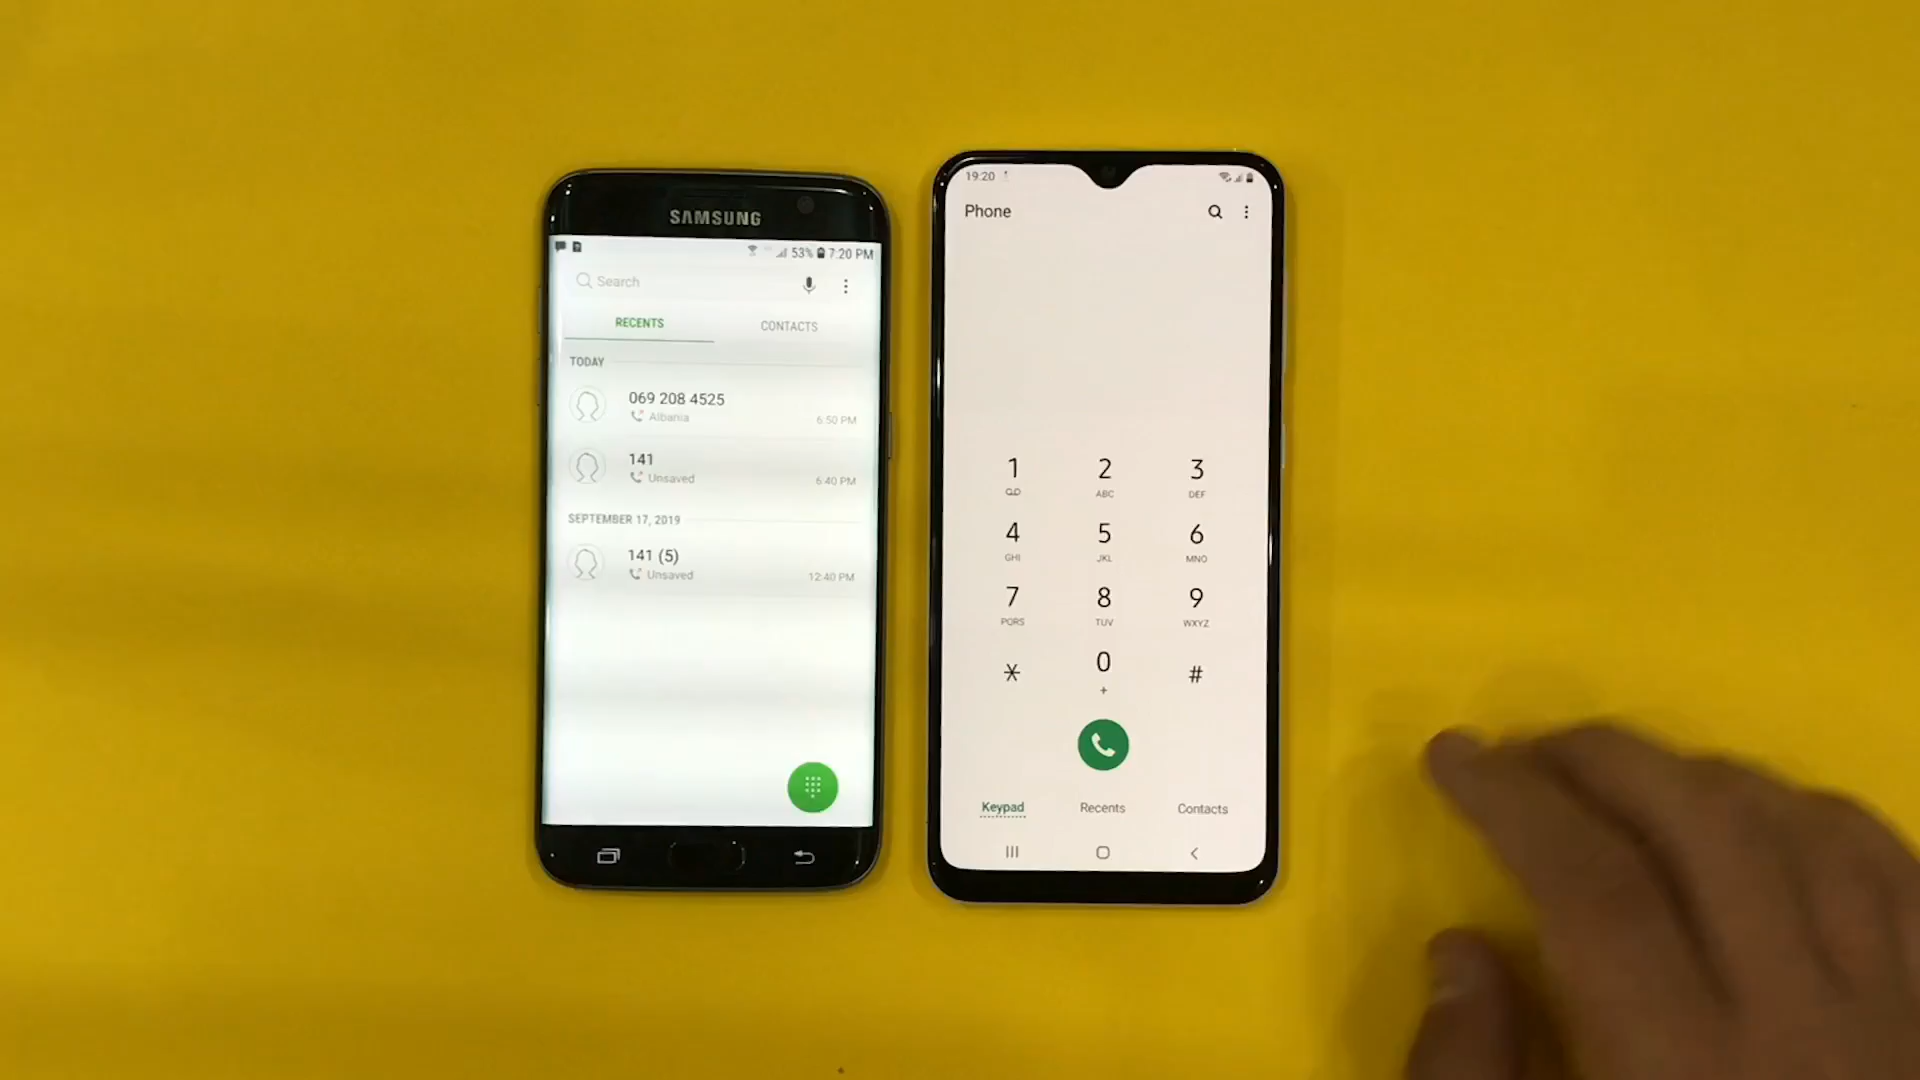 SAMSUNG
53% 7:20 PM
Search
RECENTS CONTACTS
TODAY
069 208 4525
Albania 6:50 PM
141
Unsaved 6:40 PM
SEPTEMBER 17, 2019
141 (5)
Unsaved 12:40 PM
19:20
Phone
1 2 3
ABC DEF
4 5 6
GHI JKL MNO
7 8 9
PQRS TUV WXYZ
* 0 #
+
Keypad Recents Contacts